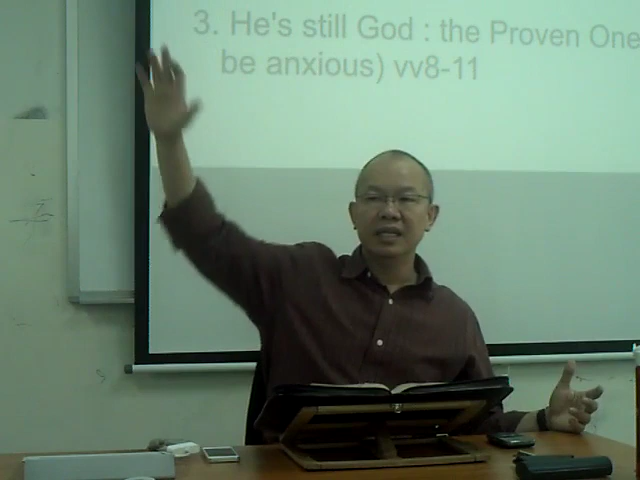 3. He's still God : the Proven One
be anxious) vv8-11